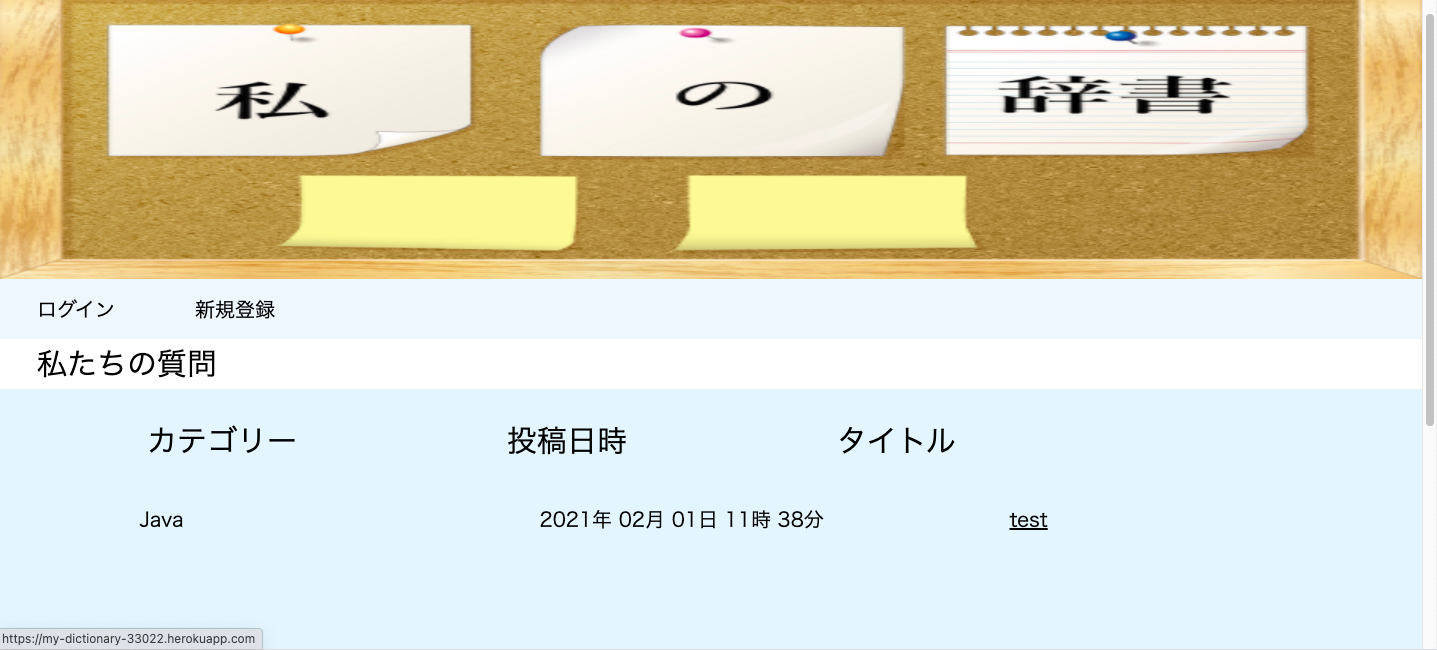 私 の 辞書
ログイン 新規登録
私たちの質問
カテゴリー 投稿日時 タイトル
Java 2021年 02月 01日 11時 38分 test
https://my-dictionary-33022.herokuapp.com